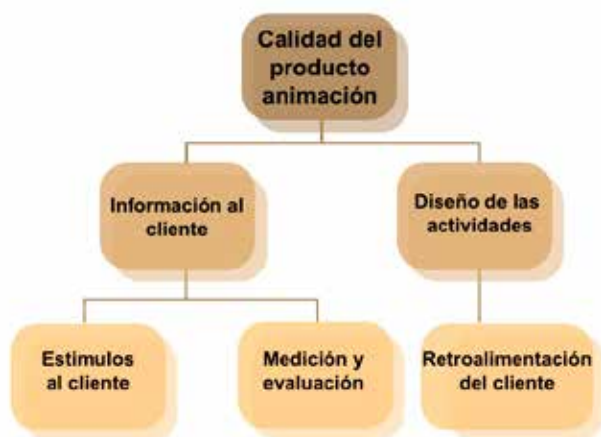 Calidad del
producto
animación
Información al
cliente
Diseño de las
actividades
Estimulos
al cliente
Medición y
evaluación
Retroalimentación
del cliente